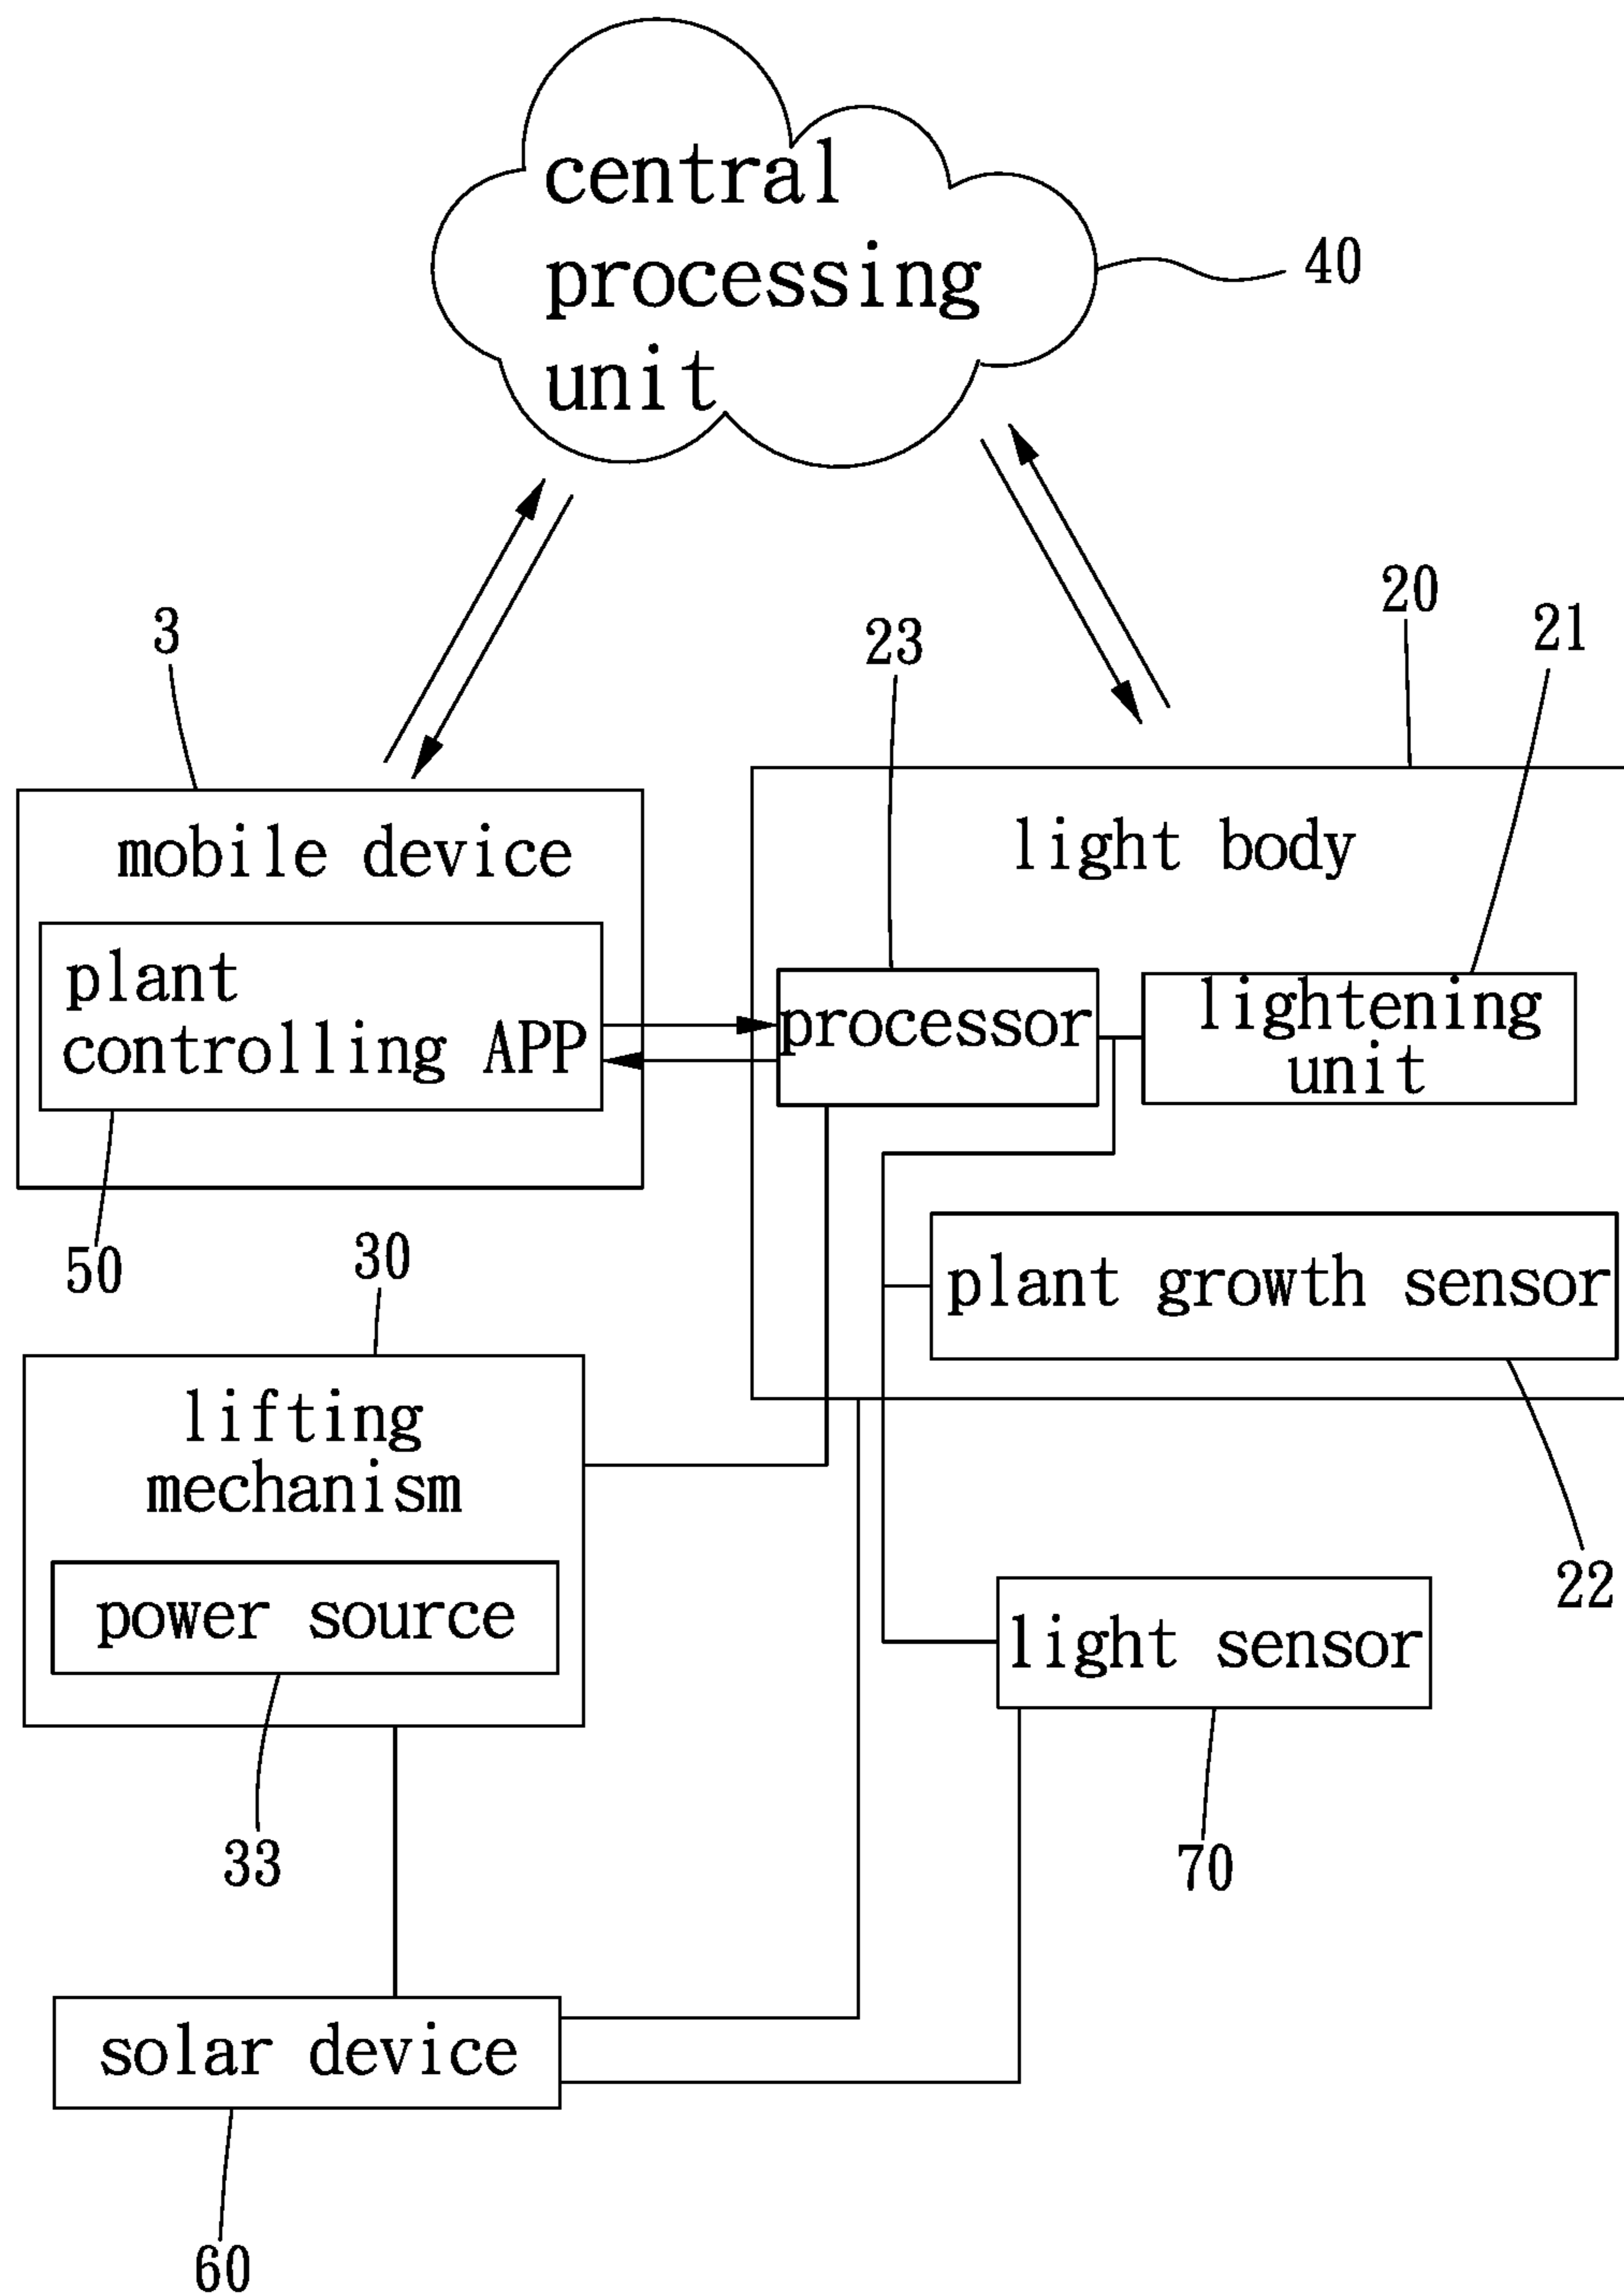 central
processing
unit
40
3
23
20
21
mobile device
light body
plant
controlling APP
processor
lightening
unit
50
30
plant growth sensor
lifting
mechanism
22
power source
light sensor
33
70
solar device
60